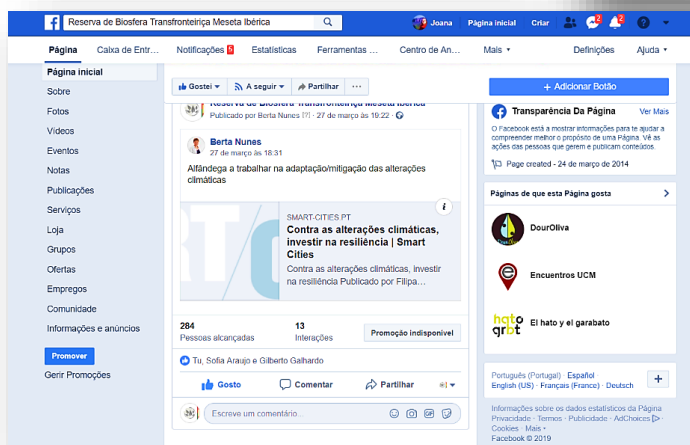 Reserva de Biosfera Transfronteiriça Meseta Ibérica
Joana
Página inicial
Criar
2
2
Página
Caixa de Entr...
Notificações 5
Estatísticas
Ferramentas ...
Centro de An...
Mais
Definições
Ajuda
Página inicial
Sobre
Fotos
Vídeos
Eventos
Notas
Publicações
Serviços
Loja
Grupos
Ofertas
Empregos
Comunidade
Informações e anúncios
Promover
Gerir Promoções
Gostei
A seguir
Partilhar
...
+ Adicionar Botão
Reserva de Biosfera Transfronteiriça Meseta Ibérica
Publicado por Berta Nunes [?] · 27 de março às 19:22 ·
Berta Nunes
27 de março às 18:31
Alfândega a trabalhar na adaptação/mitigação das alterações
climáticas
SMART-CITIES.PT
Contra as alterações climáticas,
investir na resiliência | Smart
Cities
Contra as alterações climáticas, investir
na resiliência Publicado por Filipa...
284
Pessoas alcançadas
13
Interações
Promoção indisponível
Tu, Sofia Araujo e Gilberto Galhardo
Gosto
Comentar
Partilhar
Escreve um comentário...
GIF
Transparência Da Página
Ver Mais
O Facebook está a mostrar informações para te ajudar a
compreender melhor o propósito de uma Página. Vê as
ações das pessoas que gerem e publicam conteúdos.
Page created - 24 de março de 2014
Páginas de que esta Página gosta
DourOliva
Encuentros UCM
hato
grbt
El hato y el garabato
Português (Portugal) · Español ·
English (US) · Français (France) · Deutsch
+
Informações sobre os dados estatísticos da Página
Privacidade · Termos · Publicidade · AdChoices
Cookies · Mais
Facebook © 2019